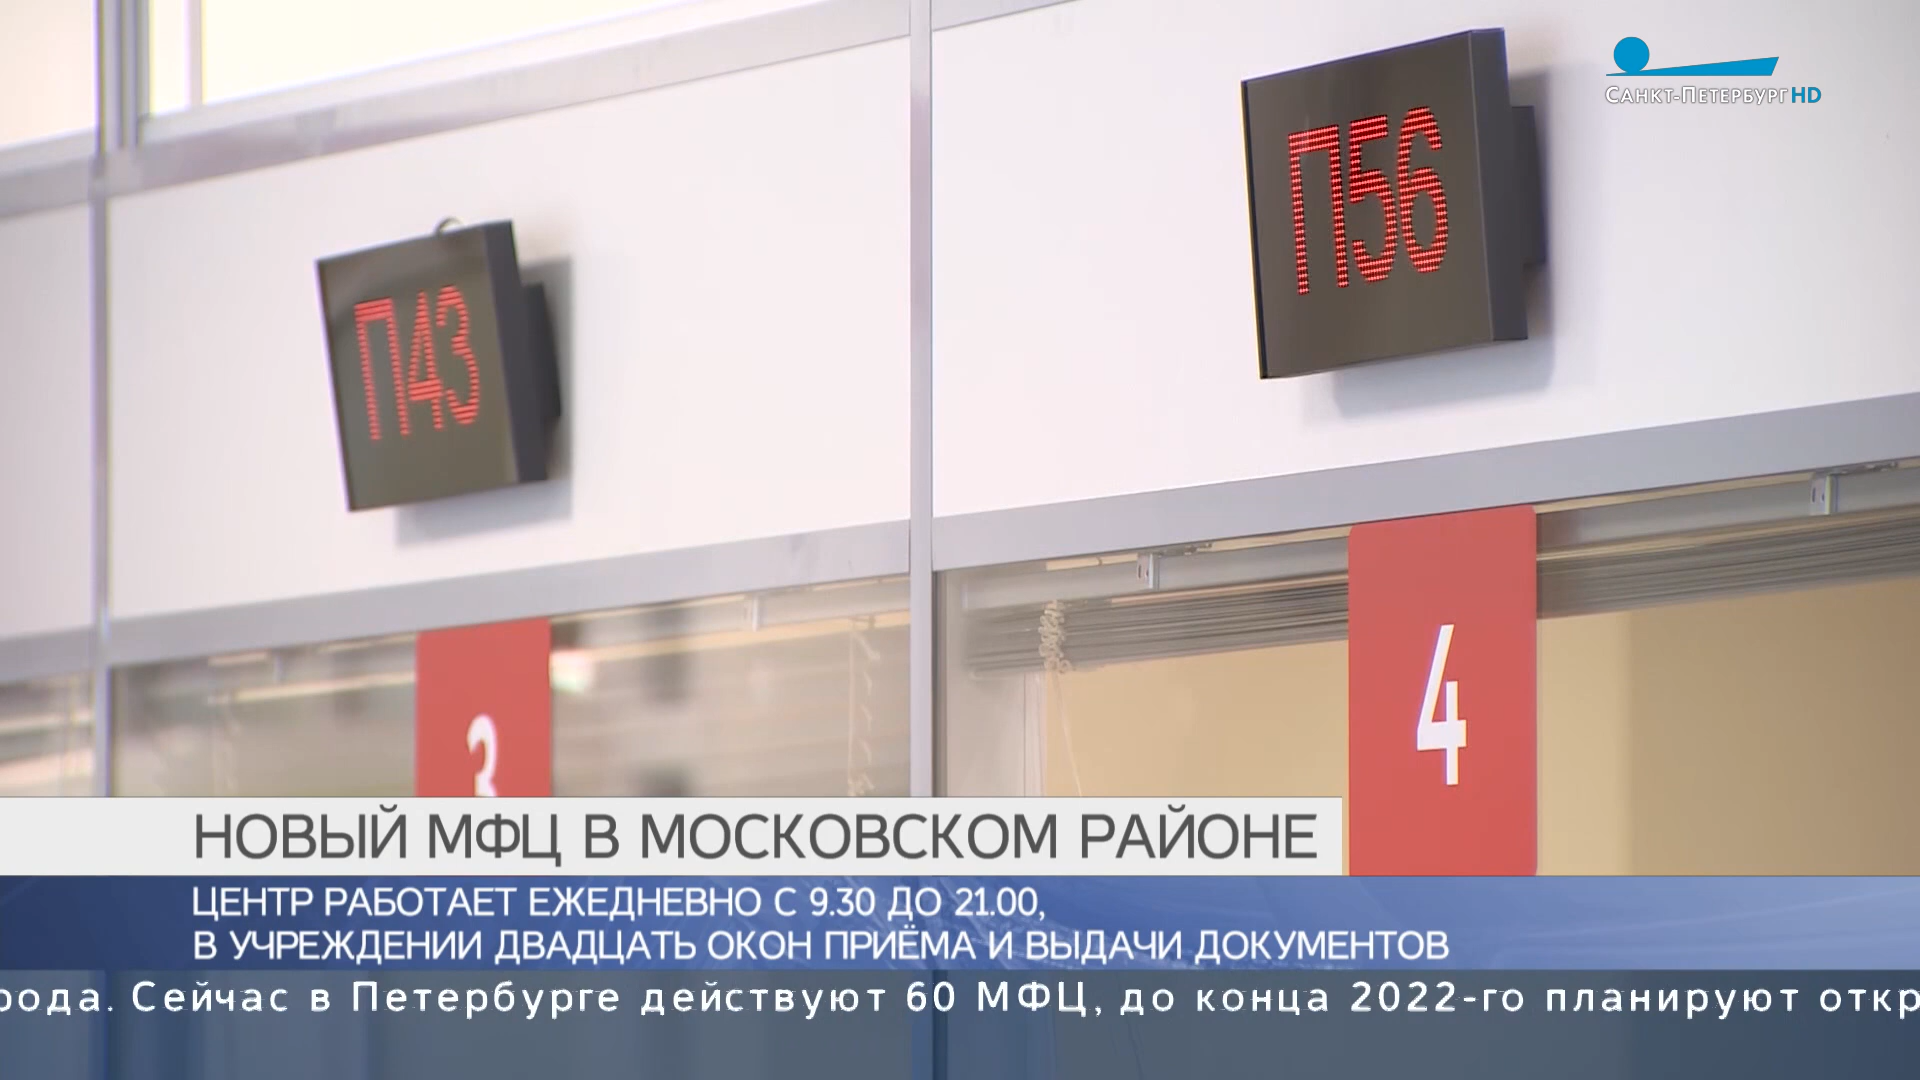 САНКТ-ПЕТЕРБУРГ HD
П43
П56
3
4
НОВЫЙ МФЦ В МОСКОВСКОМ РАЙОНЕ
ЦЕНТР РАБОТАЕТ ЕЖЕДНЕВНО С 9.30 ДО 21.00,
В УЧРЕЖДЕНИИ ДВАДЦАТЬ ОКОН ПРИЁМА И ВЫДАЧИ ДОКУМЕНТОВ
рода. Сейчас в Петербурге действуют 60 МФЦ, до конца 2022-го планируют откр